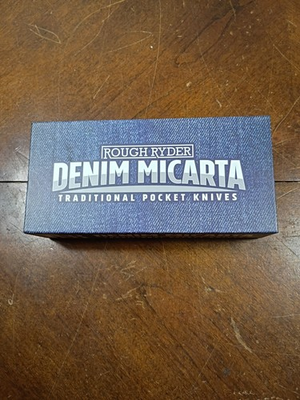 ROUGH RYDER
DENIM MICARTA
TRADITIONAL POCKET KNIVES